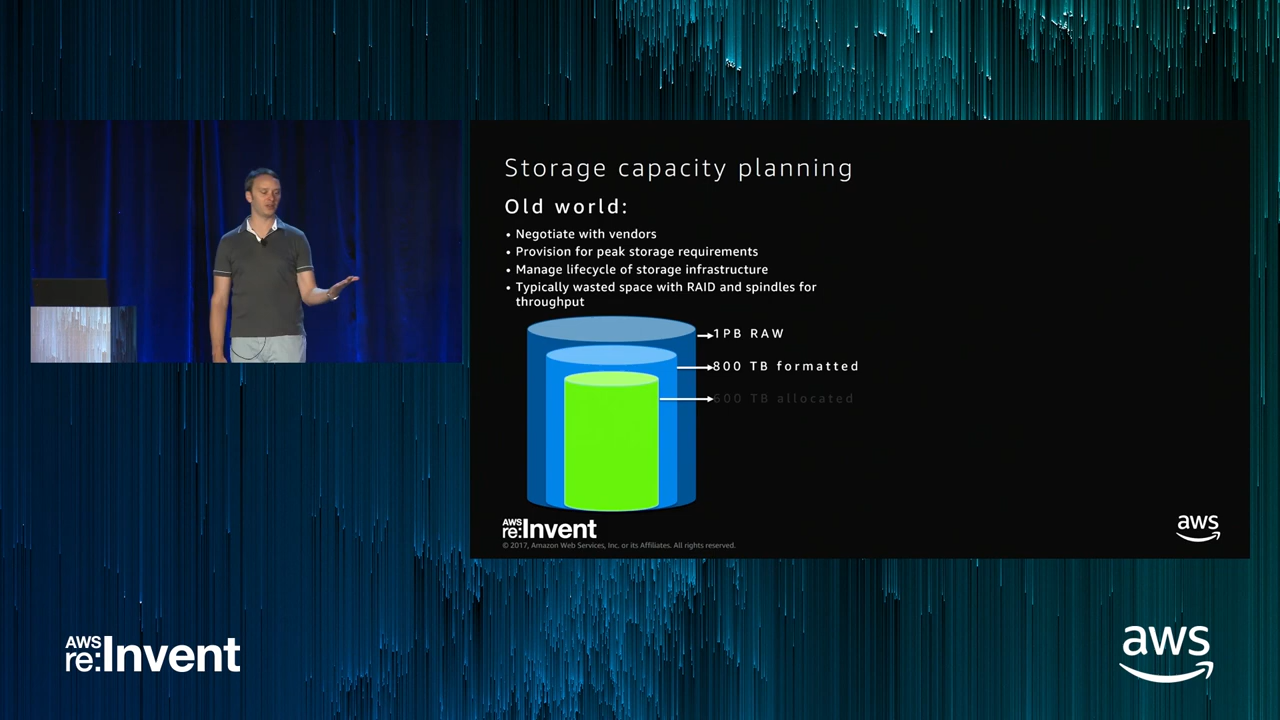 Storage capacity planning
Old world:
• Negotiate with vendors
• Provision for peak storage requirements
• Manage lifecycle of storage infrastructure
• Typically wasted space with RAID and spindles for
throughput
1PB RAW
800 TB formatted
600 TB allocated
AWS
re:Invent
© 2017, Amazon Web Services, Inc. or its Affiliates. All rights reserved.
aws
AWS
re:Invent
aws